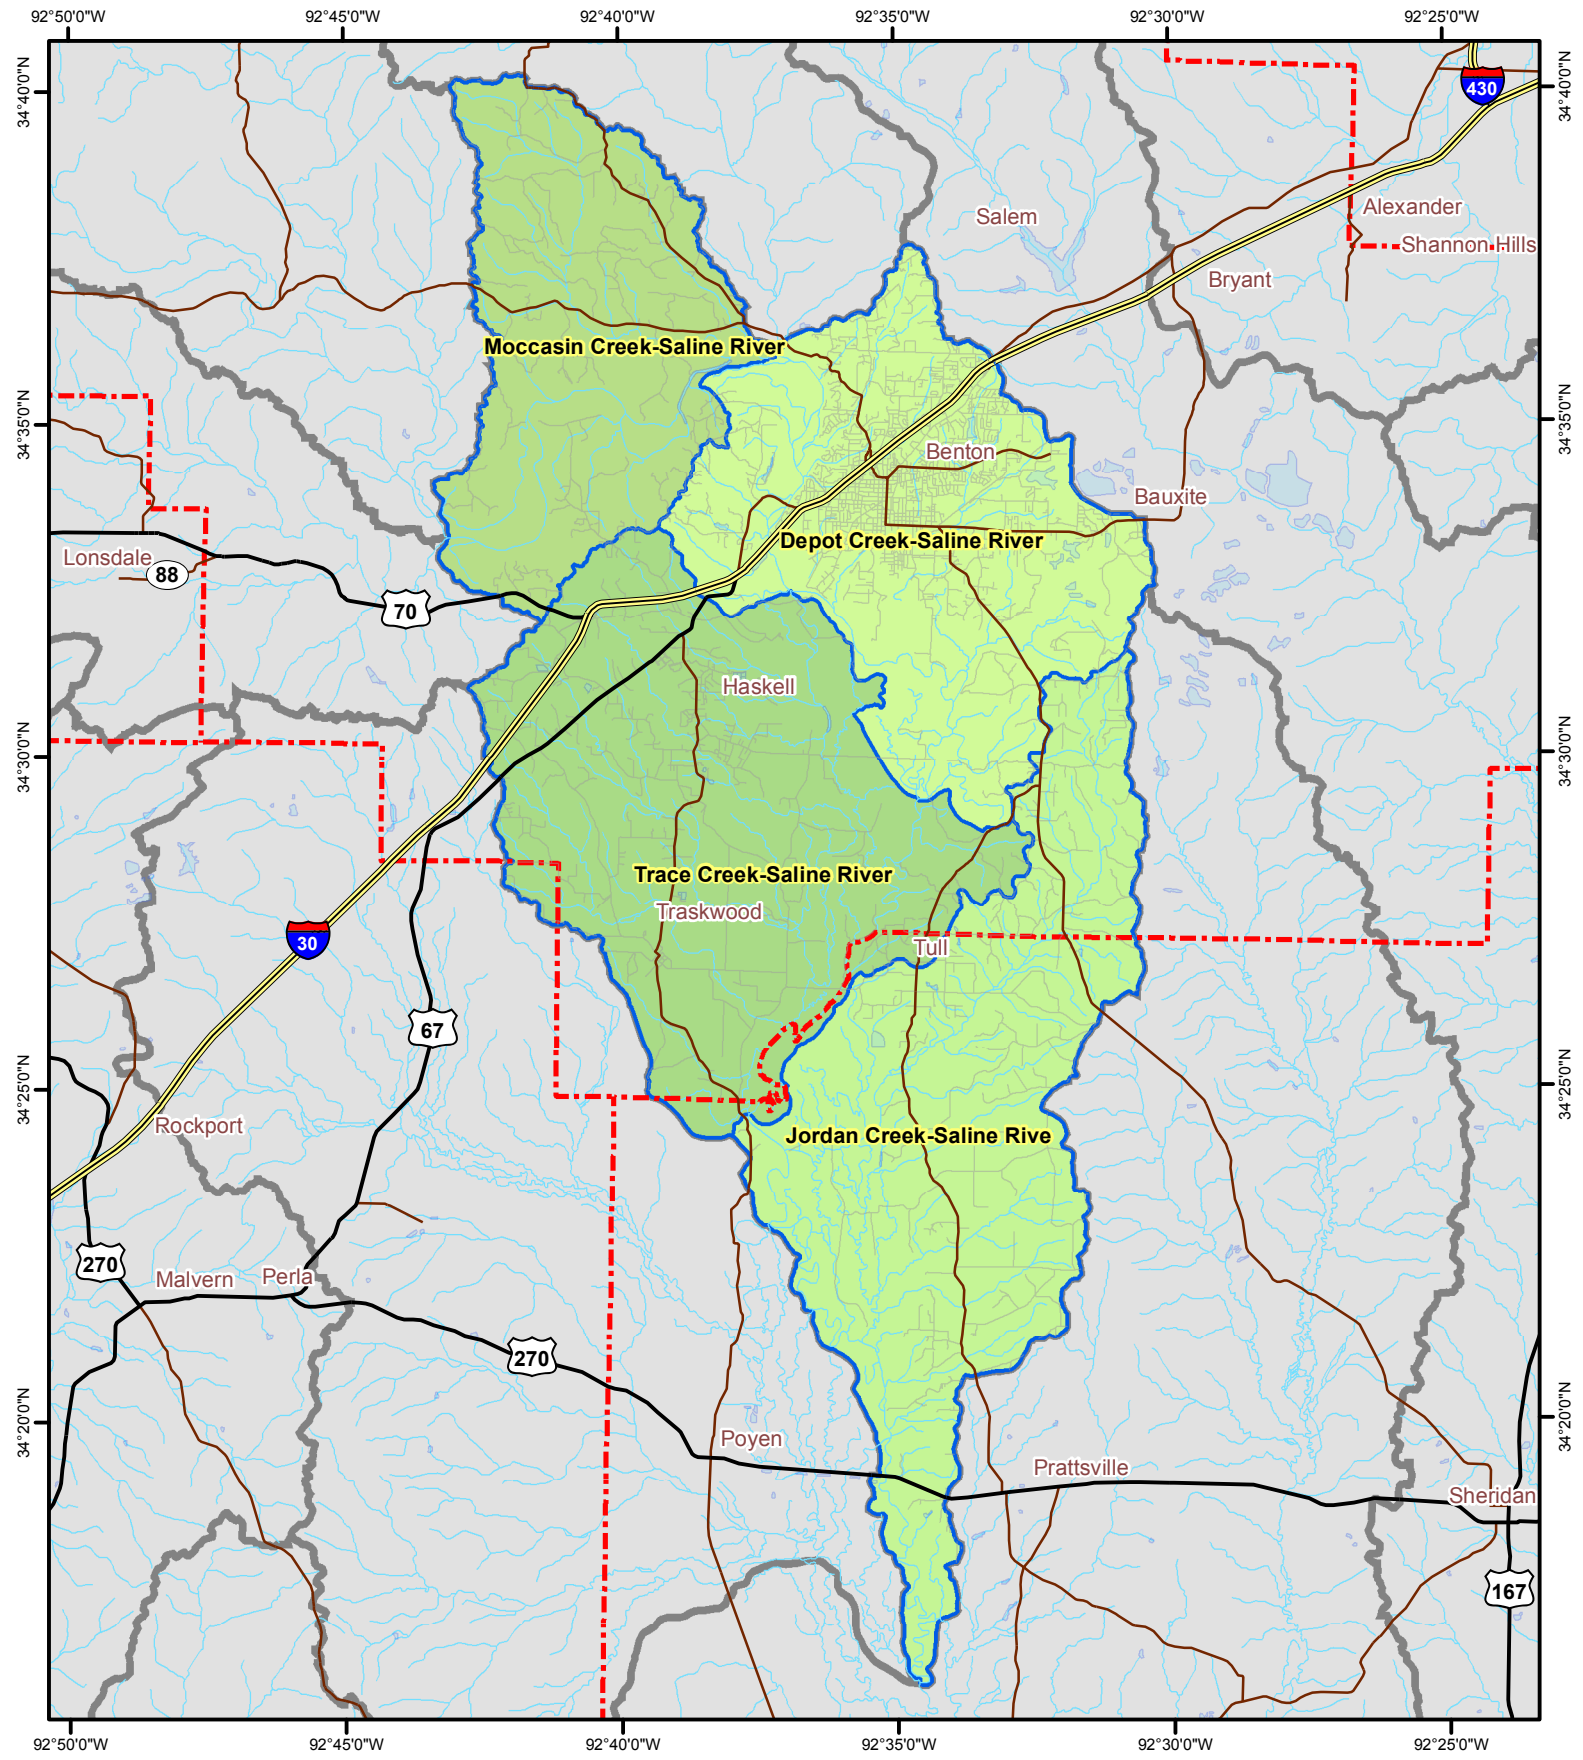 92°50'0"W 92°45'0"W 92°40'0"W 92°35'0"W 92°30'0"W 92°25'0"W
34°40'0"N
34°40'0"N
430
Salem
Alexander
Shannon Hills
Bryant
Moccasin Creek-Saline River
34°35'0"N
34°35'0"N
Benton
Bauxite
Depot Creek-Saline River
Lonsdale
88
70
Haskell
34°30'0"N
34°30'0"N
Trace Creek-Saline River
Traskwood
30
Tull
67
34°25'0"N
34°25'0"N
Rockport
Jordan Creek-Saline Rive
270
Malvern
Perla
270
34°20'0"N
34°20'0"N
Poyen
Prattsville
Sheridan
167
92°50'0"W 92°45'0"W 92°40'0"W 92°35'0"W 92°30'0"W 92°25'0"W